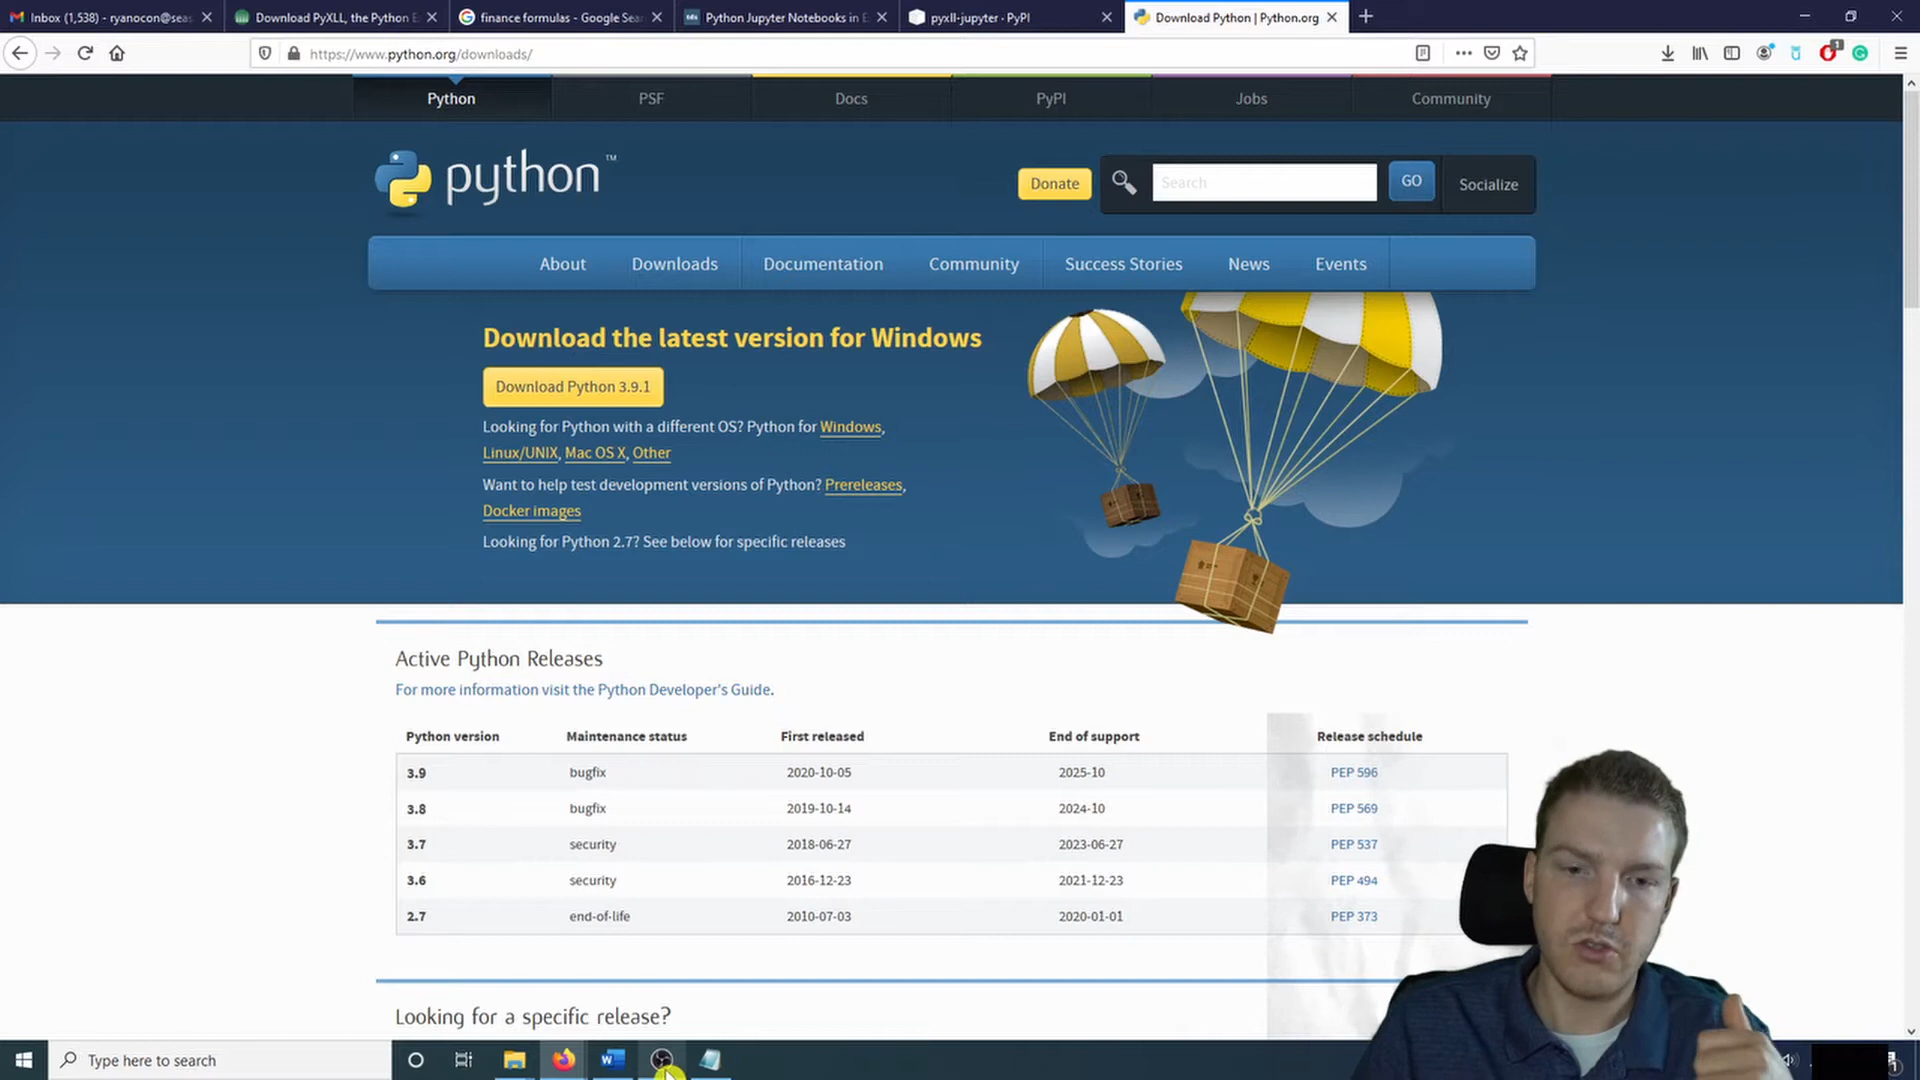 Inbox (1,538) - ryanocon@seas
Download PyXLL, the Python E
finance formulas - Google Sea
Python Jupyter Notebooks in E
pyxll-jupyter · PyPI
Download Python | Python.org
https://www.python.org/downloads/
1
Python PSF Docs PyPI Jobs Community
python™
Donate
Search
GO
Socialize
About Downloads Documentation Community Success Stories News Events
Download the latest version for Windows
Download Python 3.9.1
Looking for Python with a different OS? Python for Windows,
Linux/UNIX, Mac OS X, Other
Want to help test development versions of Python? Prereleases,
Docker images
Looking for Python 2.7? See below for specific releases
Active Python Releases
For more information visit the Python Developer's Guide.
Python version Maintenance status First released End of support Release schedule
3.9 bugfix 2020-10-05 2025-10 PEP 596
3.8 bugfix 2019-10-14 2024-10 PEP 569
3.7 security 2018-06-27 2023-06-27 PEP 537
3.6 security 2016-12-23 2021-12-23 PEP 494
2.7 end-of-life 2010-07-03 2020-01-01 PEP 373
Looking for a specific release?
Type here to search
W
1